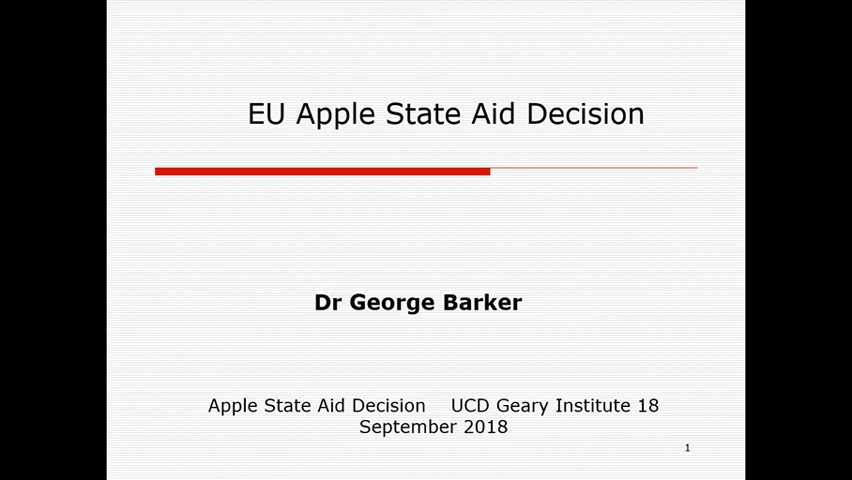 EU Apple State Aid Decision
Dr George Barker
Apple State Aid Decision UCD Geary Institute 18
September 2018
1